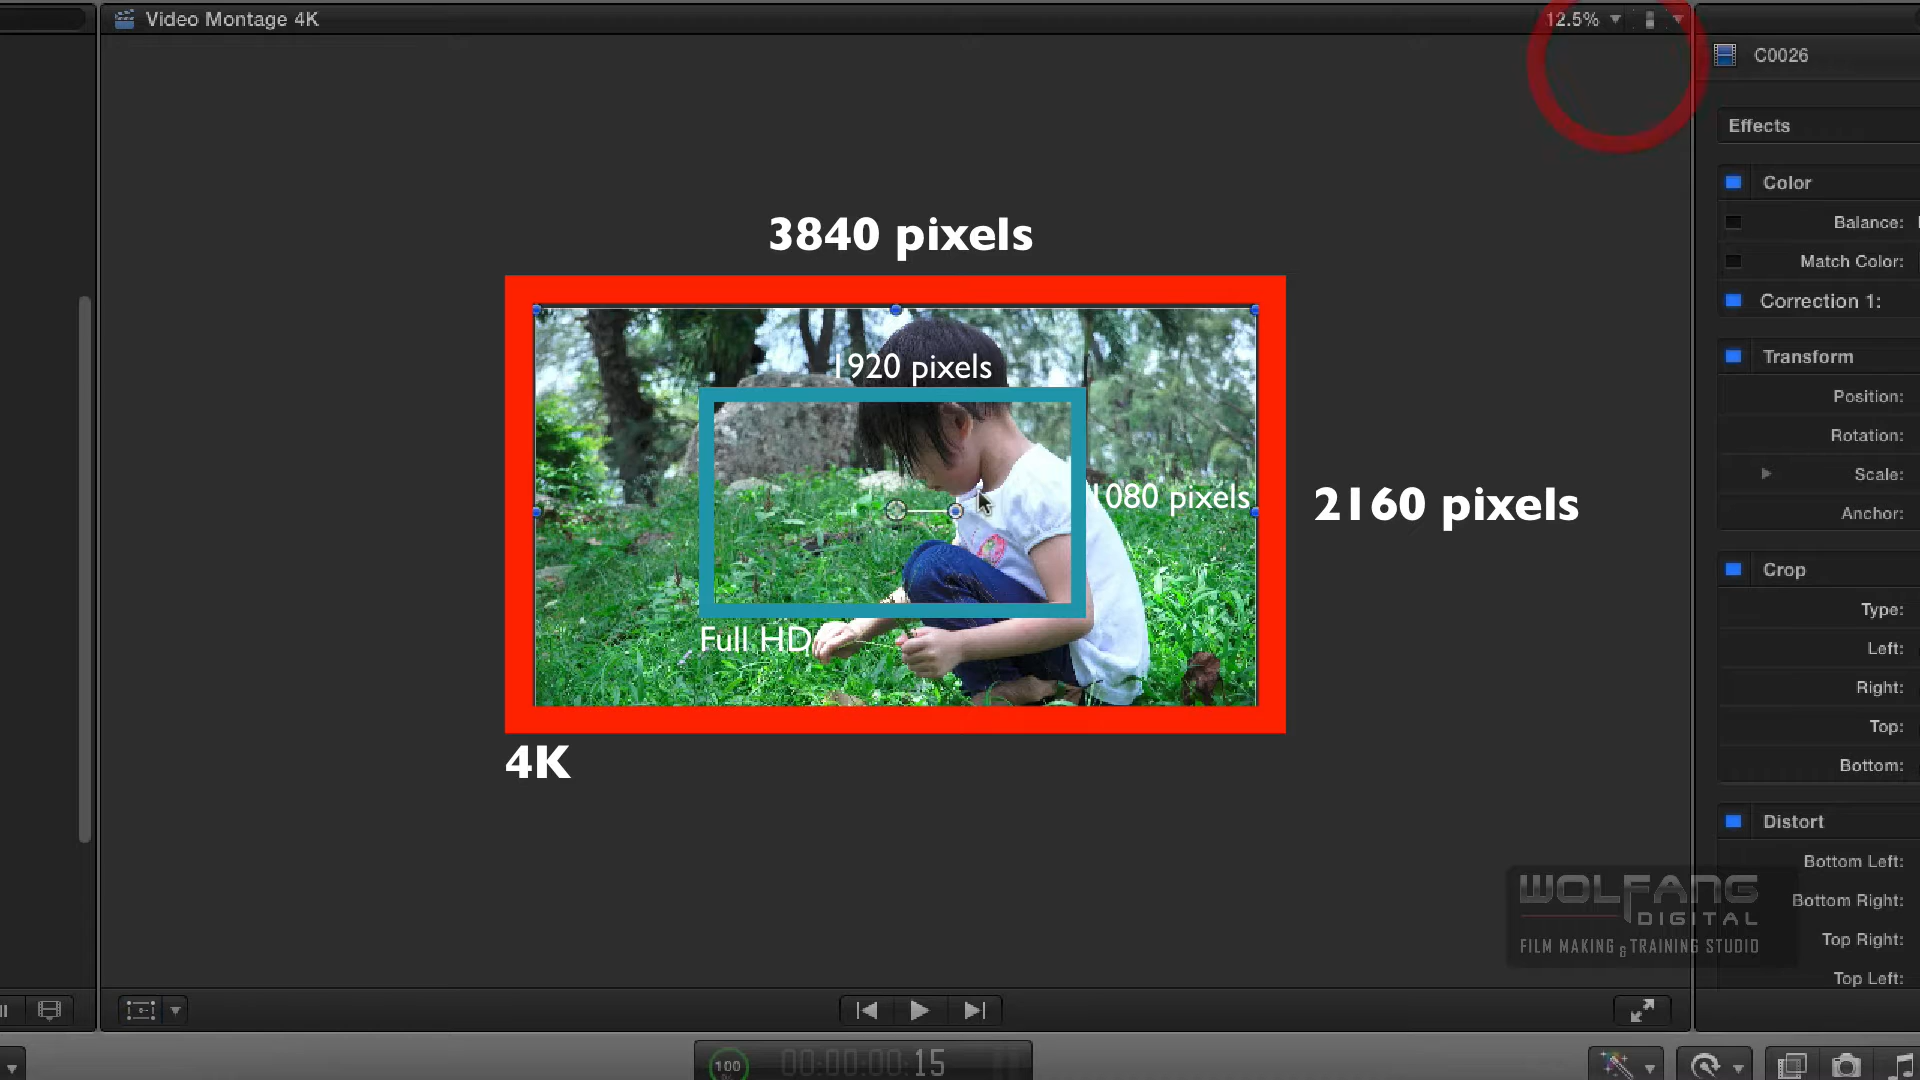 Video Montage 4K
12.5%
C0026
Effects
Color
Balance:
Match Color:
Correction 1:
Transform
Position:
Rotation:
Scale:
Anchor:
Crop
Type:
Left:
Right:
Top:
Bottom:
Distort
Bottom Left:
Bottom Right:
Top Right:
Top Left:
3840 pixels
1920 pixels
1080 pixels
2160 pixels
Full HD
4K
WOLFANG
DIGITAL
FILM MAKING & TRAINING STUDIO
100
%
00:00:00:15